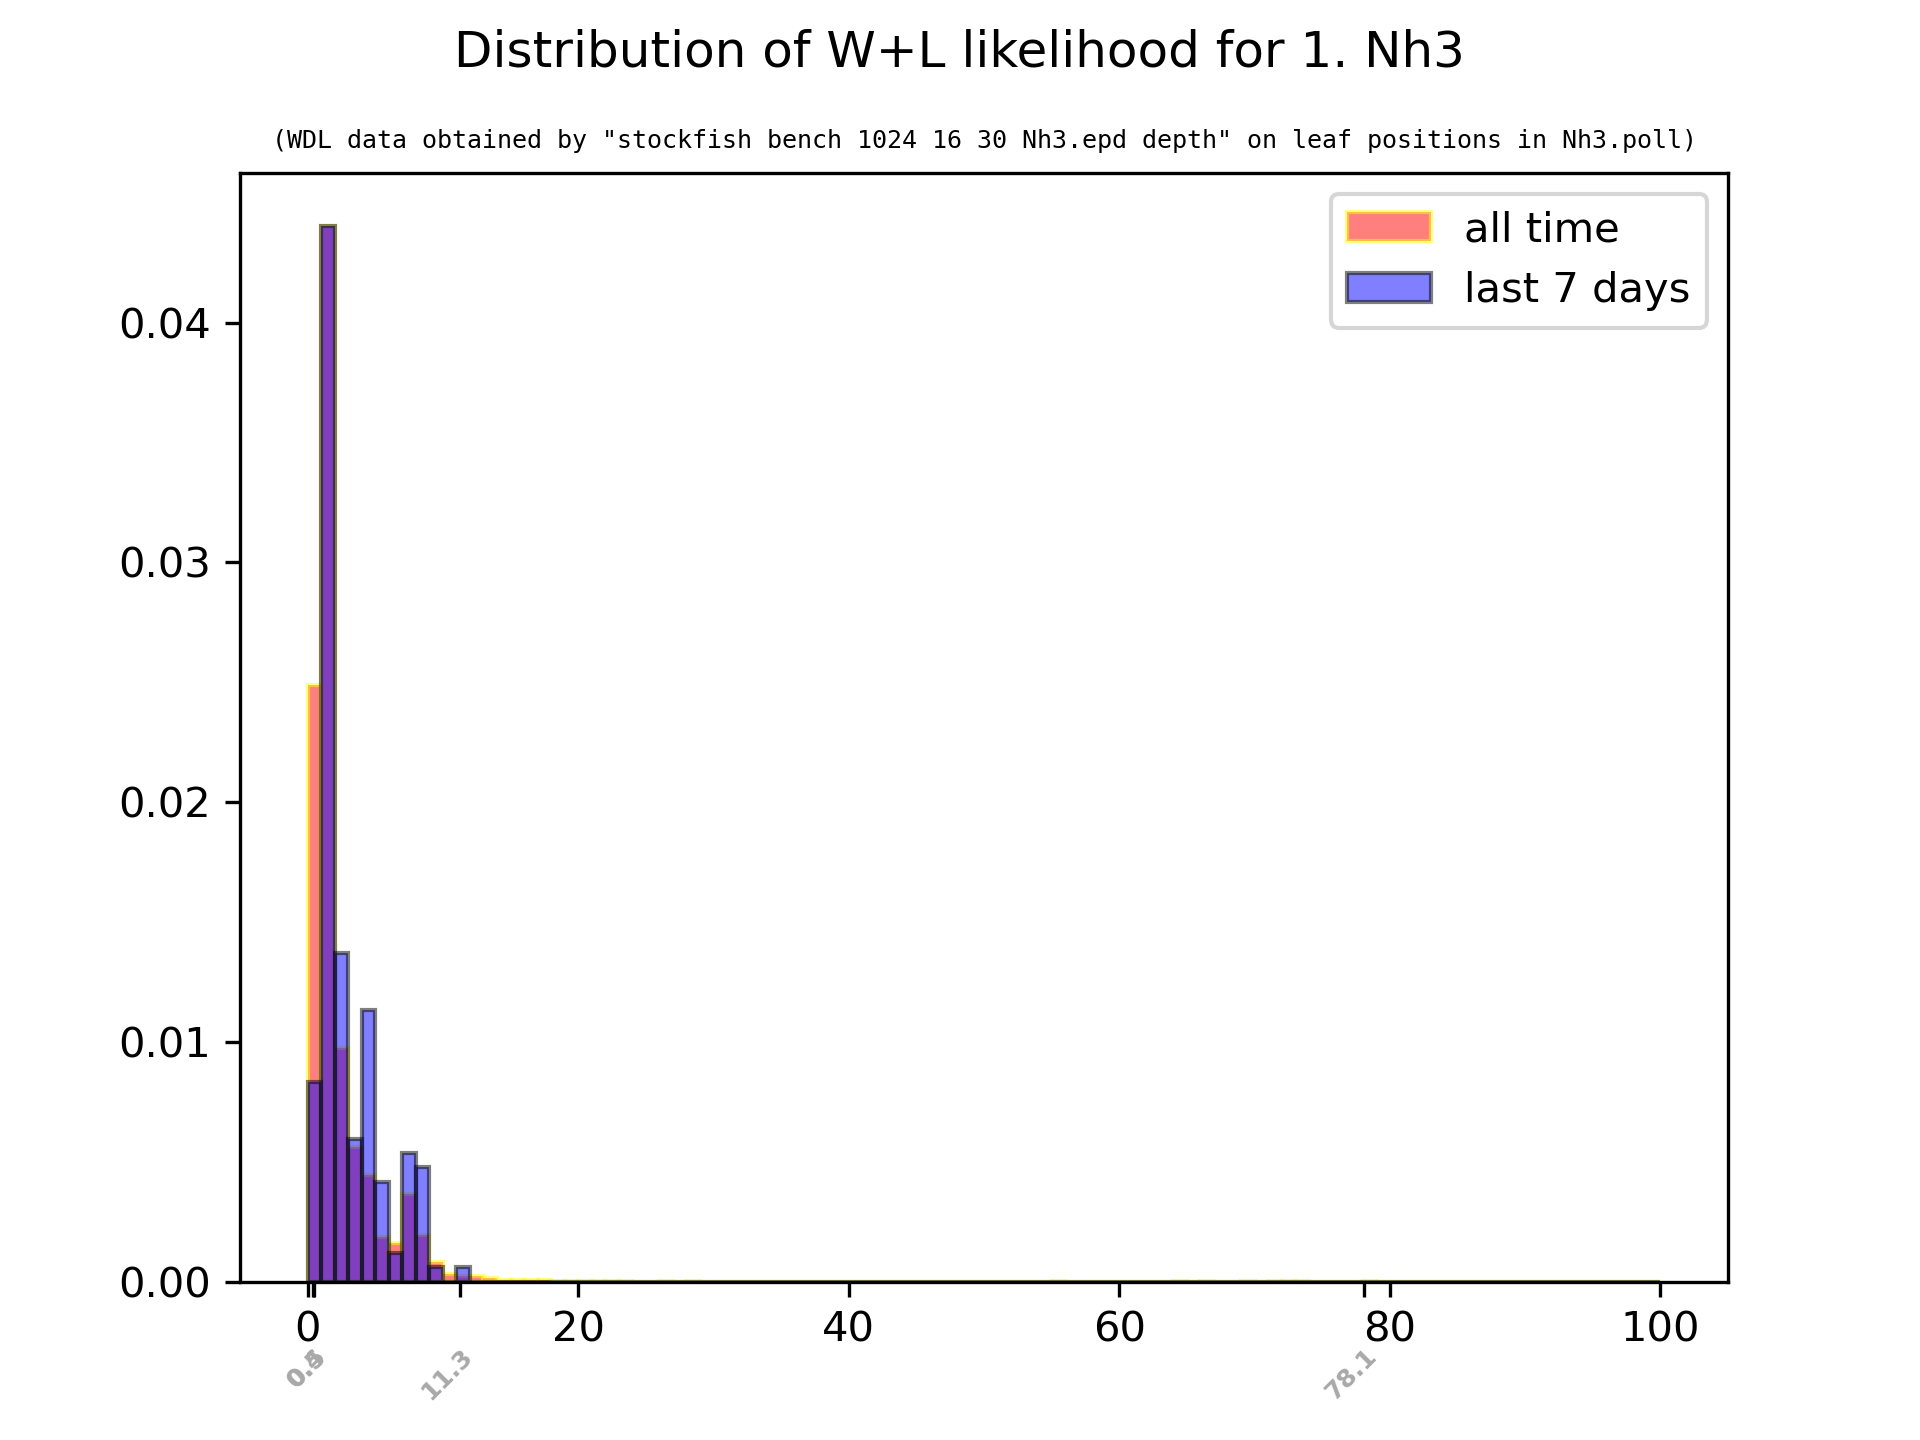 Distribution of W+L likelihood for 1. Nh3
(WDL data obtained by "stockfish bench 1024 16 30 Nh3.epd depth" on leaf positions in Nh3.poll)
all time
last 7 days
0.04
0.03
0.02
0.01
0.00
0 20 40 60 80 100
11.3 78.1